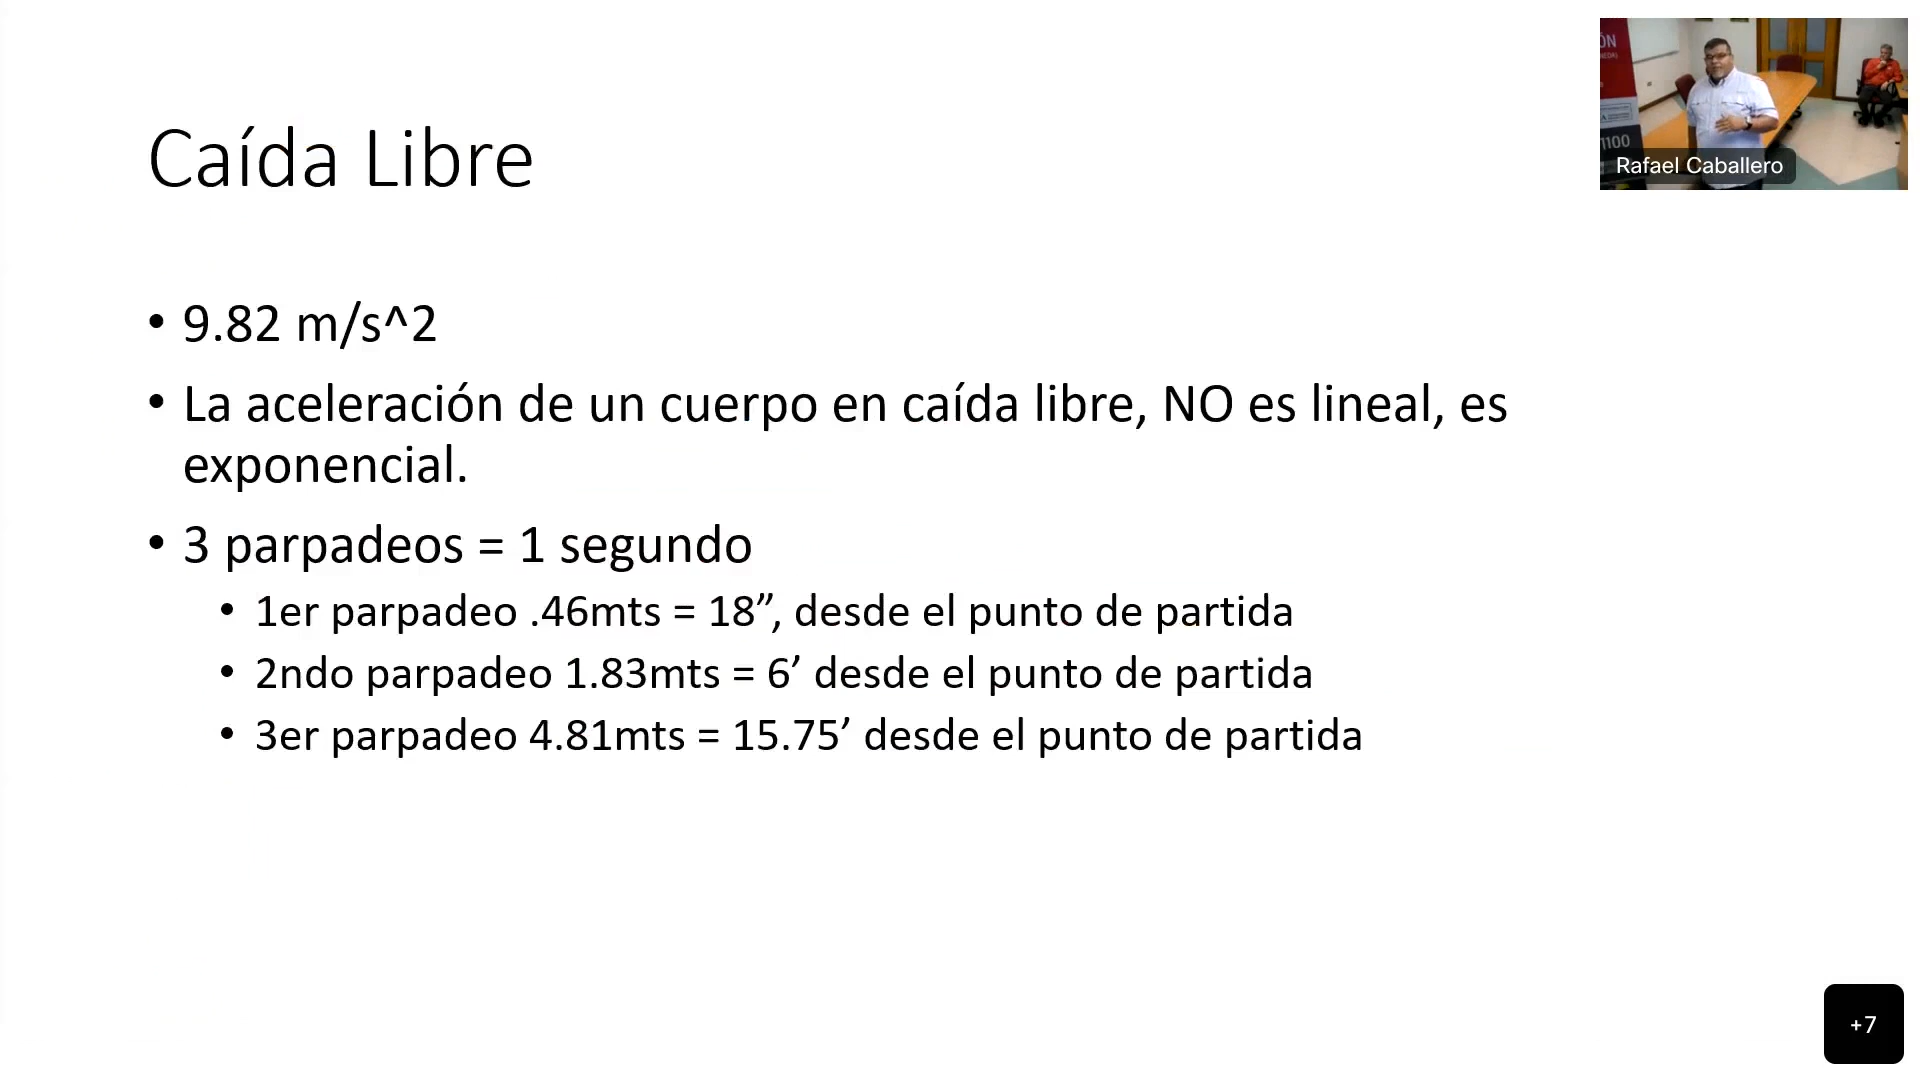 Caída Libre
• 9.82 m/s^2
• La aceleración de un cuerpo en caída libre, NO es lineal, es
exponencial.
• 3 parpadeos = 1 segundo
• 1er parpadeo .46mts = 18”, desde el punto de partida
• 2ndo parpadeo 1.83mts = 6’ desde el punto de partida
• 3er parpadeo 4.81mts = 15.75’ desde el punto de partida
Rafael Caballero
+7